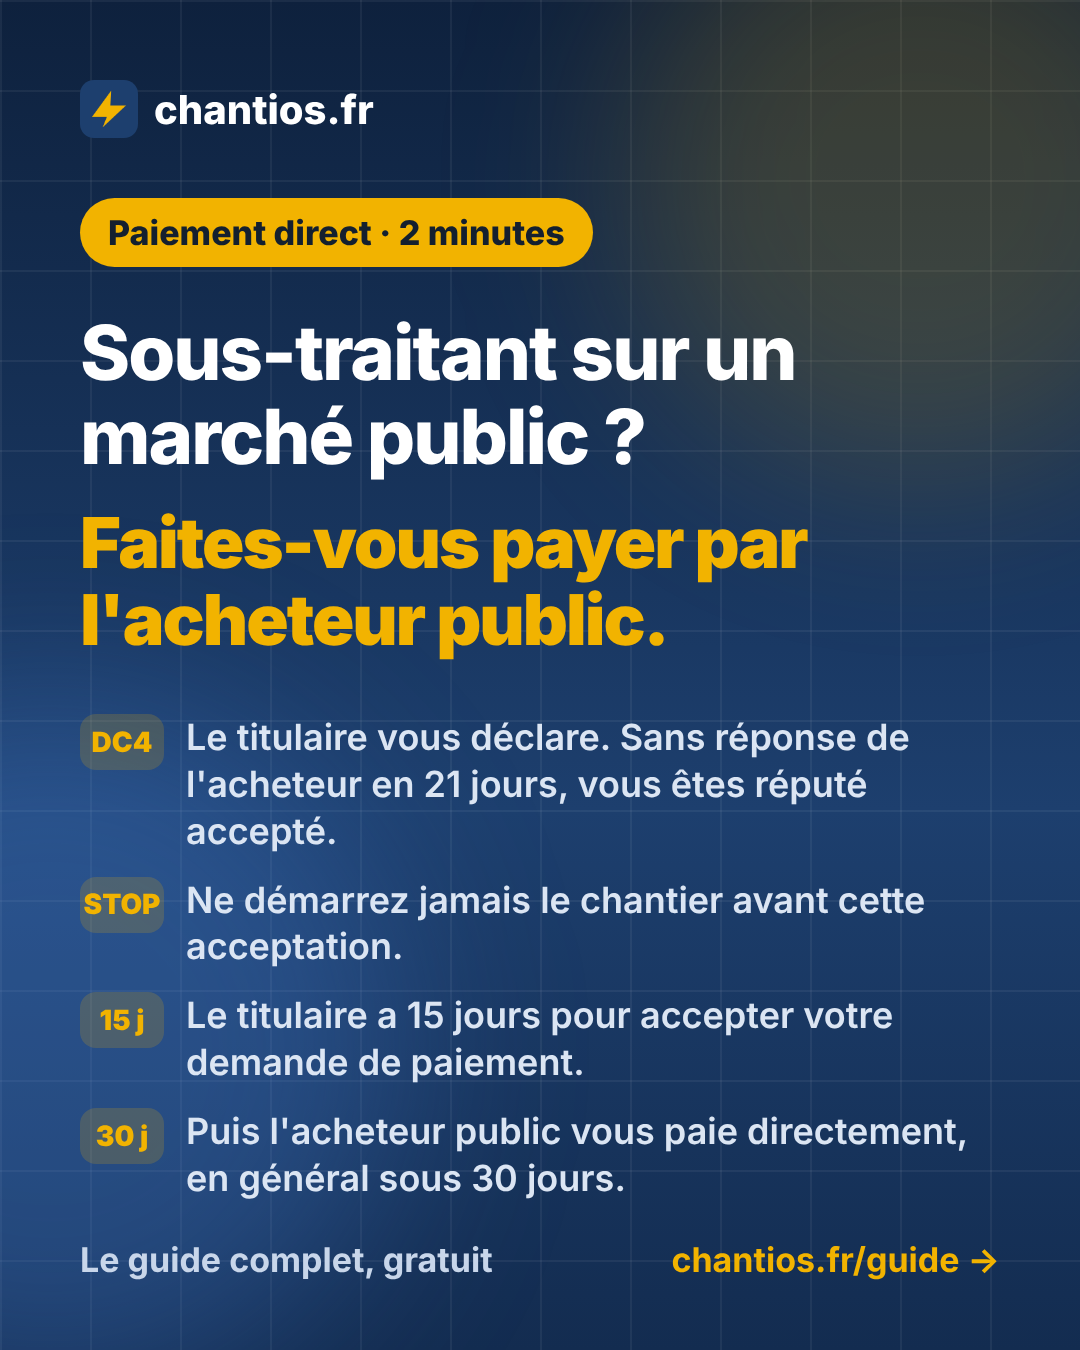 chantios.fr
Paiement direct · 2 minutes
Sous-traitant sur un
marché public ?
Faites-vous payer par
l'acheteur public.
DC4 Le titulaire vous déclare. Sans réponse de
l'acheteur en 21 jours, vous êtes réputé
accepté.
STOP Ne démarrez jamais le chantier avant cette
acceptation.
15 j Le titulaire a 15 jours pour accepter votre
demande de paiement.
30 j Puis l'acheteur public vous paie directement,
en général sous 30 jours.
Le guide complet, gratuit chantios.fr/guide →